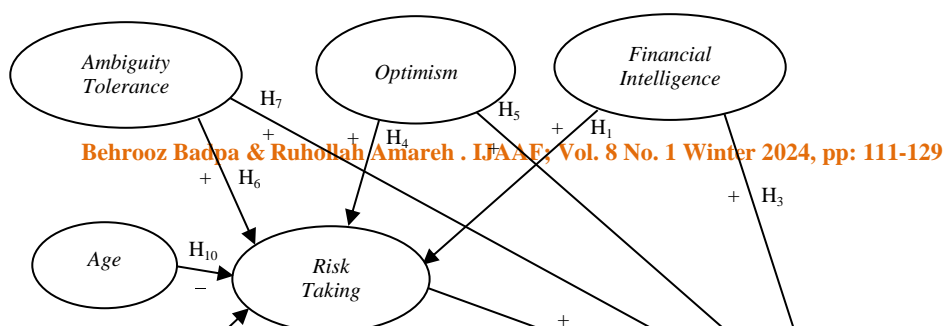 Ambiguity
Tolerance
Optimism
Financial
Intelligence
H7
H5
+
+
H4
+
+
H1
Behrooz Badpa & Ruhollah Amareh . IJAAF; Vol. 8 No. 1 Winter 2024, pp: 111-129
+
H6
+
H3
Age
H10
−
Risk
Taking
+